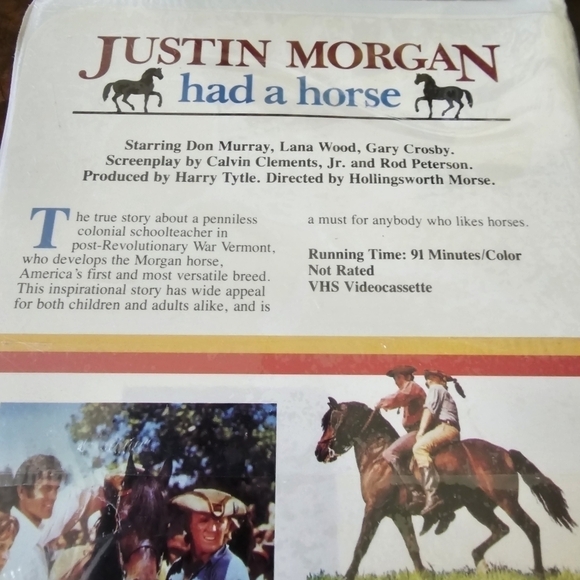 JUSTIN MORGAN
had a horse
Starring Don Murray, Lana Wood, Gary Crosby.
Screenplay by Calvin Clements, Jr. and Rod Peterson.
Produced by Harry Tytle. Directed by Hollingsworth Morse.
The true story about a penniless
colonial schoolteacher in
post-Revolutionary War Vermont,
who develops the Morgan horse,
America's first and most versatile breed.
This inspirational story has wide appeal
for both children and adults alike, and is
a must for anybody who likes horses.
Running Time: 91 Minutes/Color
Not Rated
VHS Videocassette